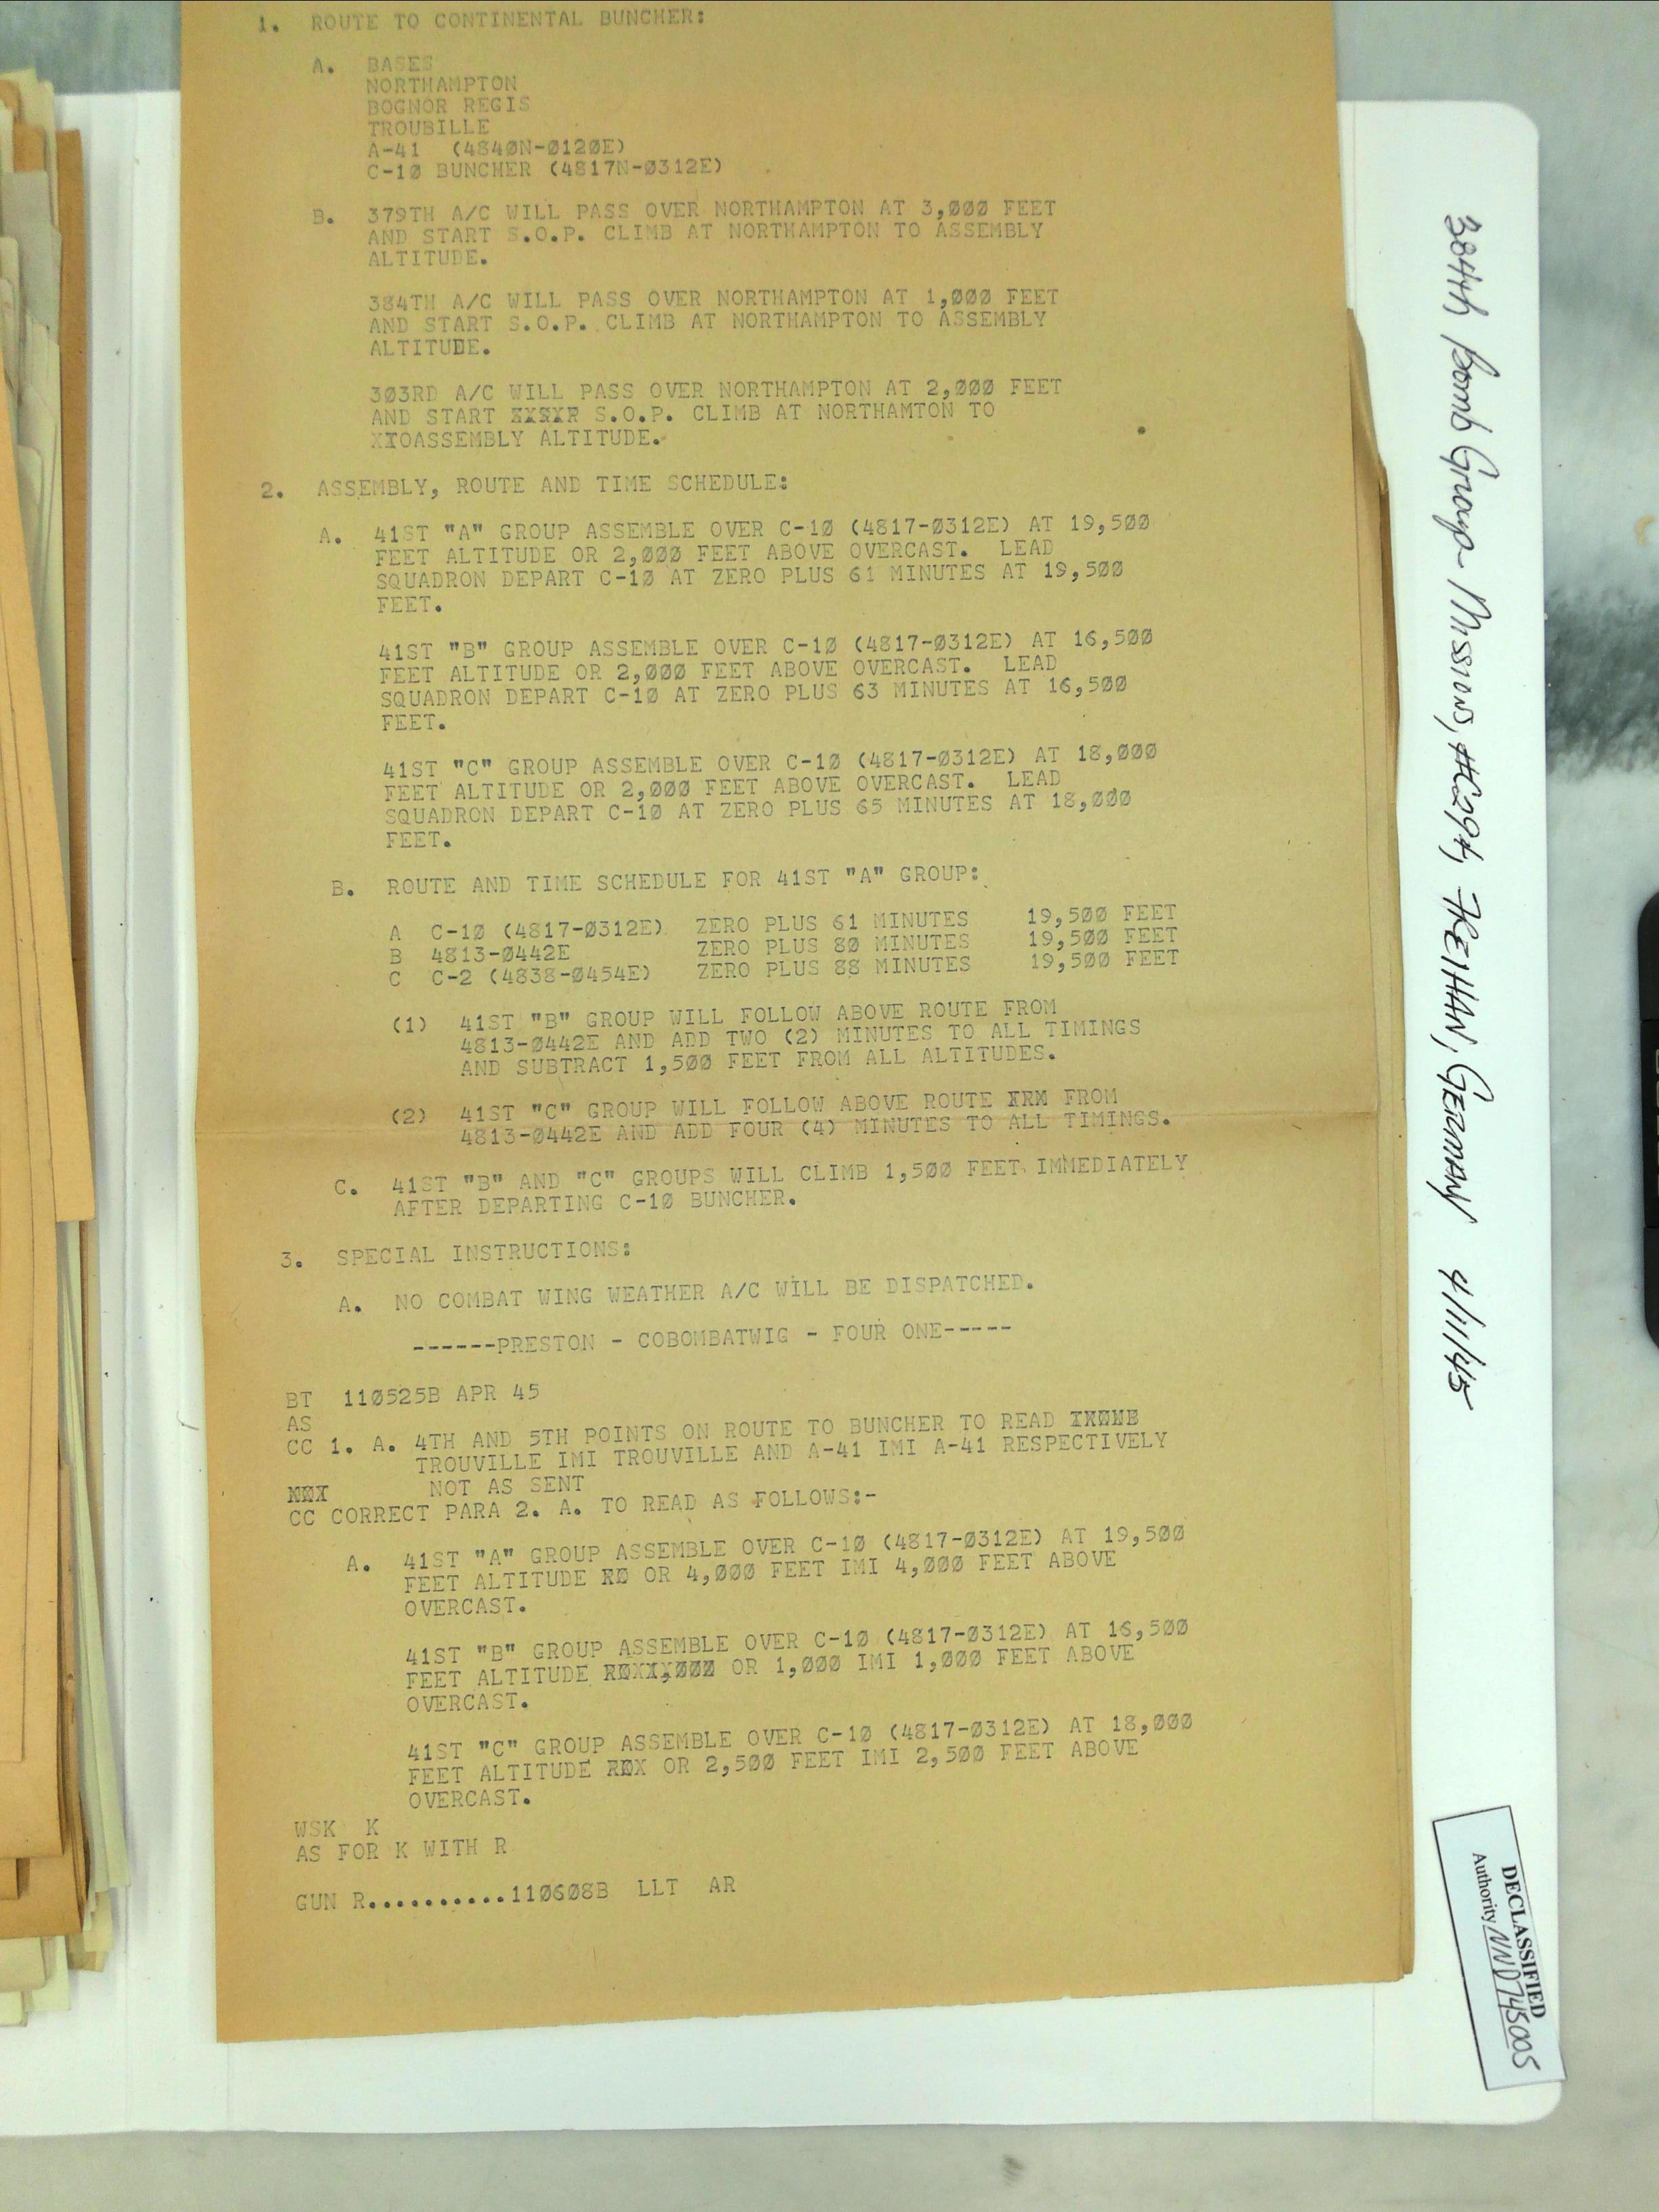 1. ROUTE TO CONTINENTAL BUNCHER:
A. BASES
NORTHAMPTON
BOGNOR REGIS
TROUBILLE
A-41 (4840N-0120E)
C-10 BUNCHER (4817N-0312E)
B. 379TH A/C WILL PASS OVER NORTHAMPTON AT 3,000 FEET
AND START S.O.P. CLIMB AT NORTHAMPTON TO ASSEMBLY
ALTITUDE.
384TH A/C WILL PASS OVER NORTHAMPTON AT 1,000 FEET
AND START S.O.P. CLIMB AT NORTHAMPTON TO ASSEMBLY
ALTITUDE.
303RD A/C WILL PASS OVER NORTHAMPTON AT 2,000 FEET
AND START S.O.P. CLIMB AT NORTHAMTON TO
XXOASSEMBLY ALTITUDE.
2. ASSEMBLY, ROUTE AND TIME SCHEDULE:
A. 41ST "A" GROUP ASSEMBLE OVER C-10 (4817-0312E) AT 19,500
FEET ALTITUDE OR 2,000 FEET ABOVE OVERCAST. LEAD
SQUADRON DEPART C-10 AT ZERO PLUS 61 MINUTES AT 19,500
FEET.
41ST "B" GROUP ASSEMBLE OVER C-10 (4817-0312E) AT 16,500
FEET ALTITUDE OR 2,000 FEET ABOVE OVERCAST. LEAD
SQUADRON DEPART C-10 AT ZERO PLUS 63 MINUTES AT 16,500
FEET.
41ST "C" GROUP ASSEMBLE OVER C-10 (4817-0312E) AT 18,000
FEET ALTITUDE OR 2,000 FEET ABOVE OVERCAST. LEAD
SQUADRON DEPART C-10 AT ZERO PLUS 65 MINUTES AT 18,000
FEET.
B. ROUTE AND TIME SCHEDULE FOR 41ST "A" GROUP:
A C-10 (4817-0312E) ZERO PLUS 61 MINUTES 19,500 FEET
B 4813-0442E ZERO PLUS 80 MINUTES 19,500 FEET
C C-2 (4838-0454E) ZERO PLUS 88 MINUTES 19,500 FEET
(1) 41ST "B" GROUP WILL FOLLOW ABOVE ROUTE FROM
4813-0442E AND ADD TWO (2) MINUTES TO ALL TIMINGS
AND SUBTRACT 1,500 FEET FROM ALL ALTITUDES.
(2) 41ST "C" GROUP WILL FOLLOW ABOVE ROUTE FROM
4813-0442E AND ADD FOUR (4) MINUTES TO ALL TIMINGS.
C. 41ST "B" AND "C" GROUPS WILL CLIMB 1,500 FEET IMMEDIATELY
AFTER DEPARTING C-10 BUNCHER.
3. SPECIAL INSTRUCTIONS:
A. NO COMBAT WING WEATHER A/C WILL BE DISPATCHED.
------PRESTON - COBOMBATWIG - FOUR ONE-----
BT 110525B APR 45
AS
CC 1. A. 4TH AND 5TH POINTS ON ROUTE TO BUNCHER TO READ
TROUVILLE IMI TROUVILLE AND A-41 IMI A-41 RESPECTIVELY
NOT AS SENT
CC CORRECT PARA 2. A. TO READ AS FOLLOWS:-
A. 41ST "A" GROUP ASSEMBLE OVER C-10 (4817-0312E) AT 19,500
FEET ALTITUDE OR 4,000 FEET IMI 4,000 FEET ABOVE
OVERCAST.
41ST "B" GROUP ASSEMBLE OVER C-10 (4817-0312E) AT 16,500
FEET ALTITUDE OR 1,000 IMI 1,000 FEET ABOVE
OVERCAST.
41ST "C" GROUP ASSEMBLE OVER C-10 (4817-0312E) AT 18,000
FEET ALTITUDE OR 2,500 FEET IMI 2,500 FEET ABOVE
OVERCAST.
WSK K
AS FOR K WITH R
GUN R..........110608B LLT AR
384th Bomb Group Missions, GERMANY 4/11/45
DECLASSIFIED
Authority NND745005